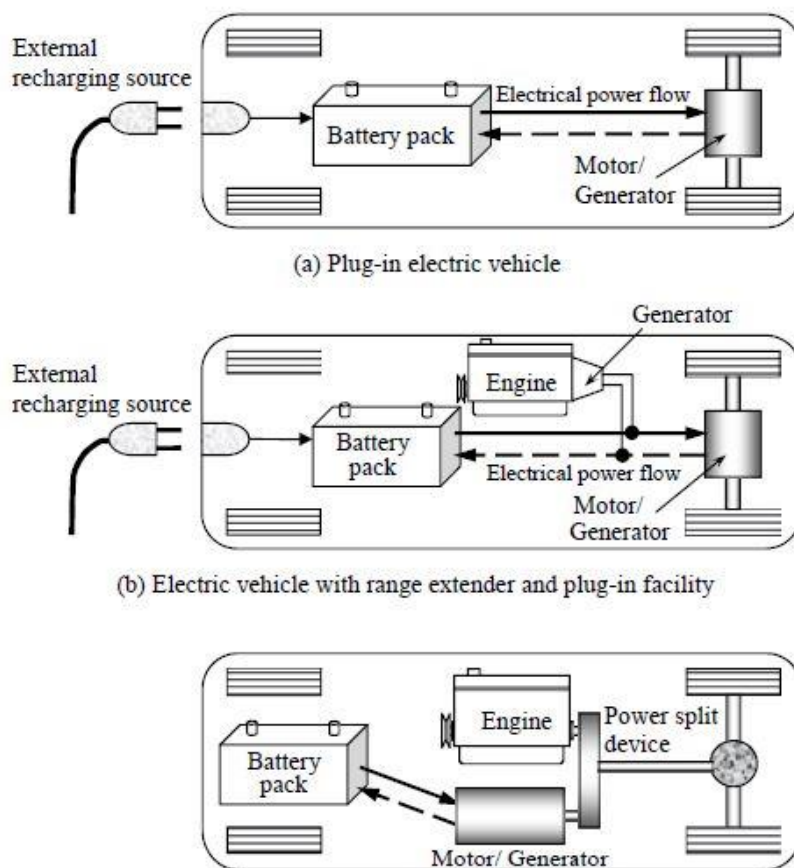 External
recharging source
Electrical power flow
Battery pack
Motor/
Generator
(a) Plug-in electric vehicle
Generator
External
recharging source
Engine
Battery
pack
Electrical power flow
Motor/
Generator
(b) Electric vehicle with range extender and plug-in facility
Engine
Power split
device
Battery
pack
Motor/ Generator